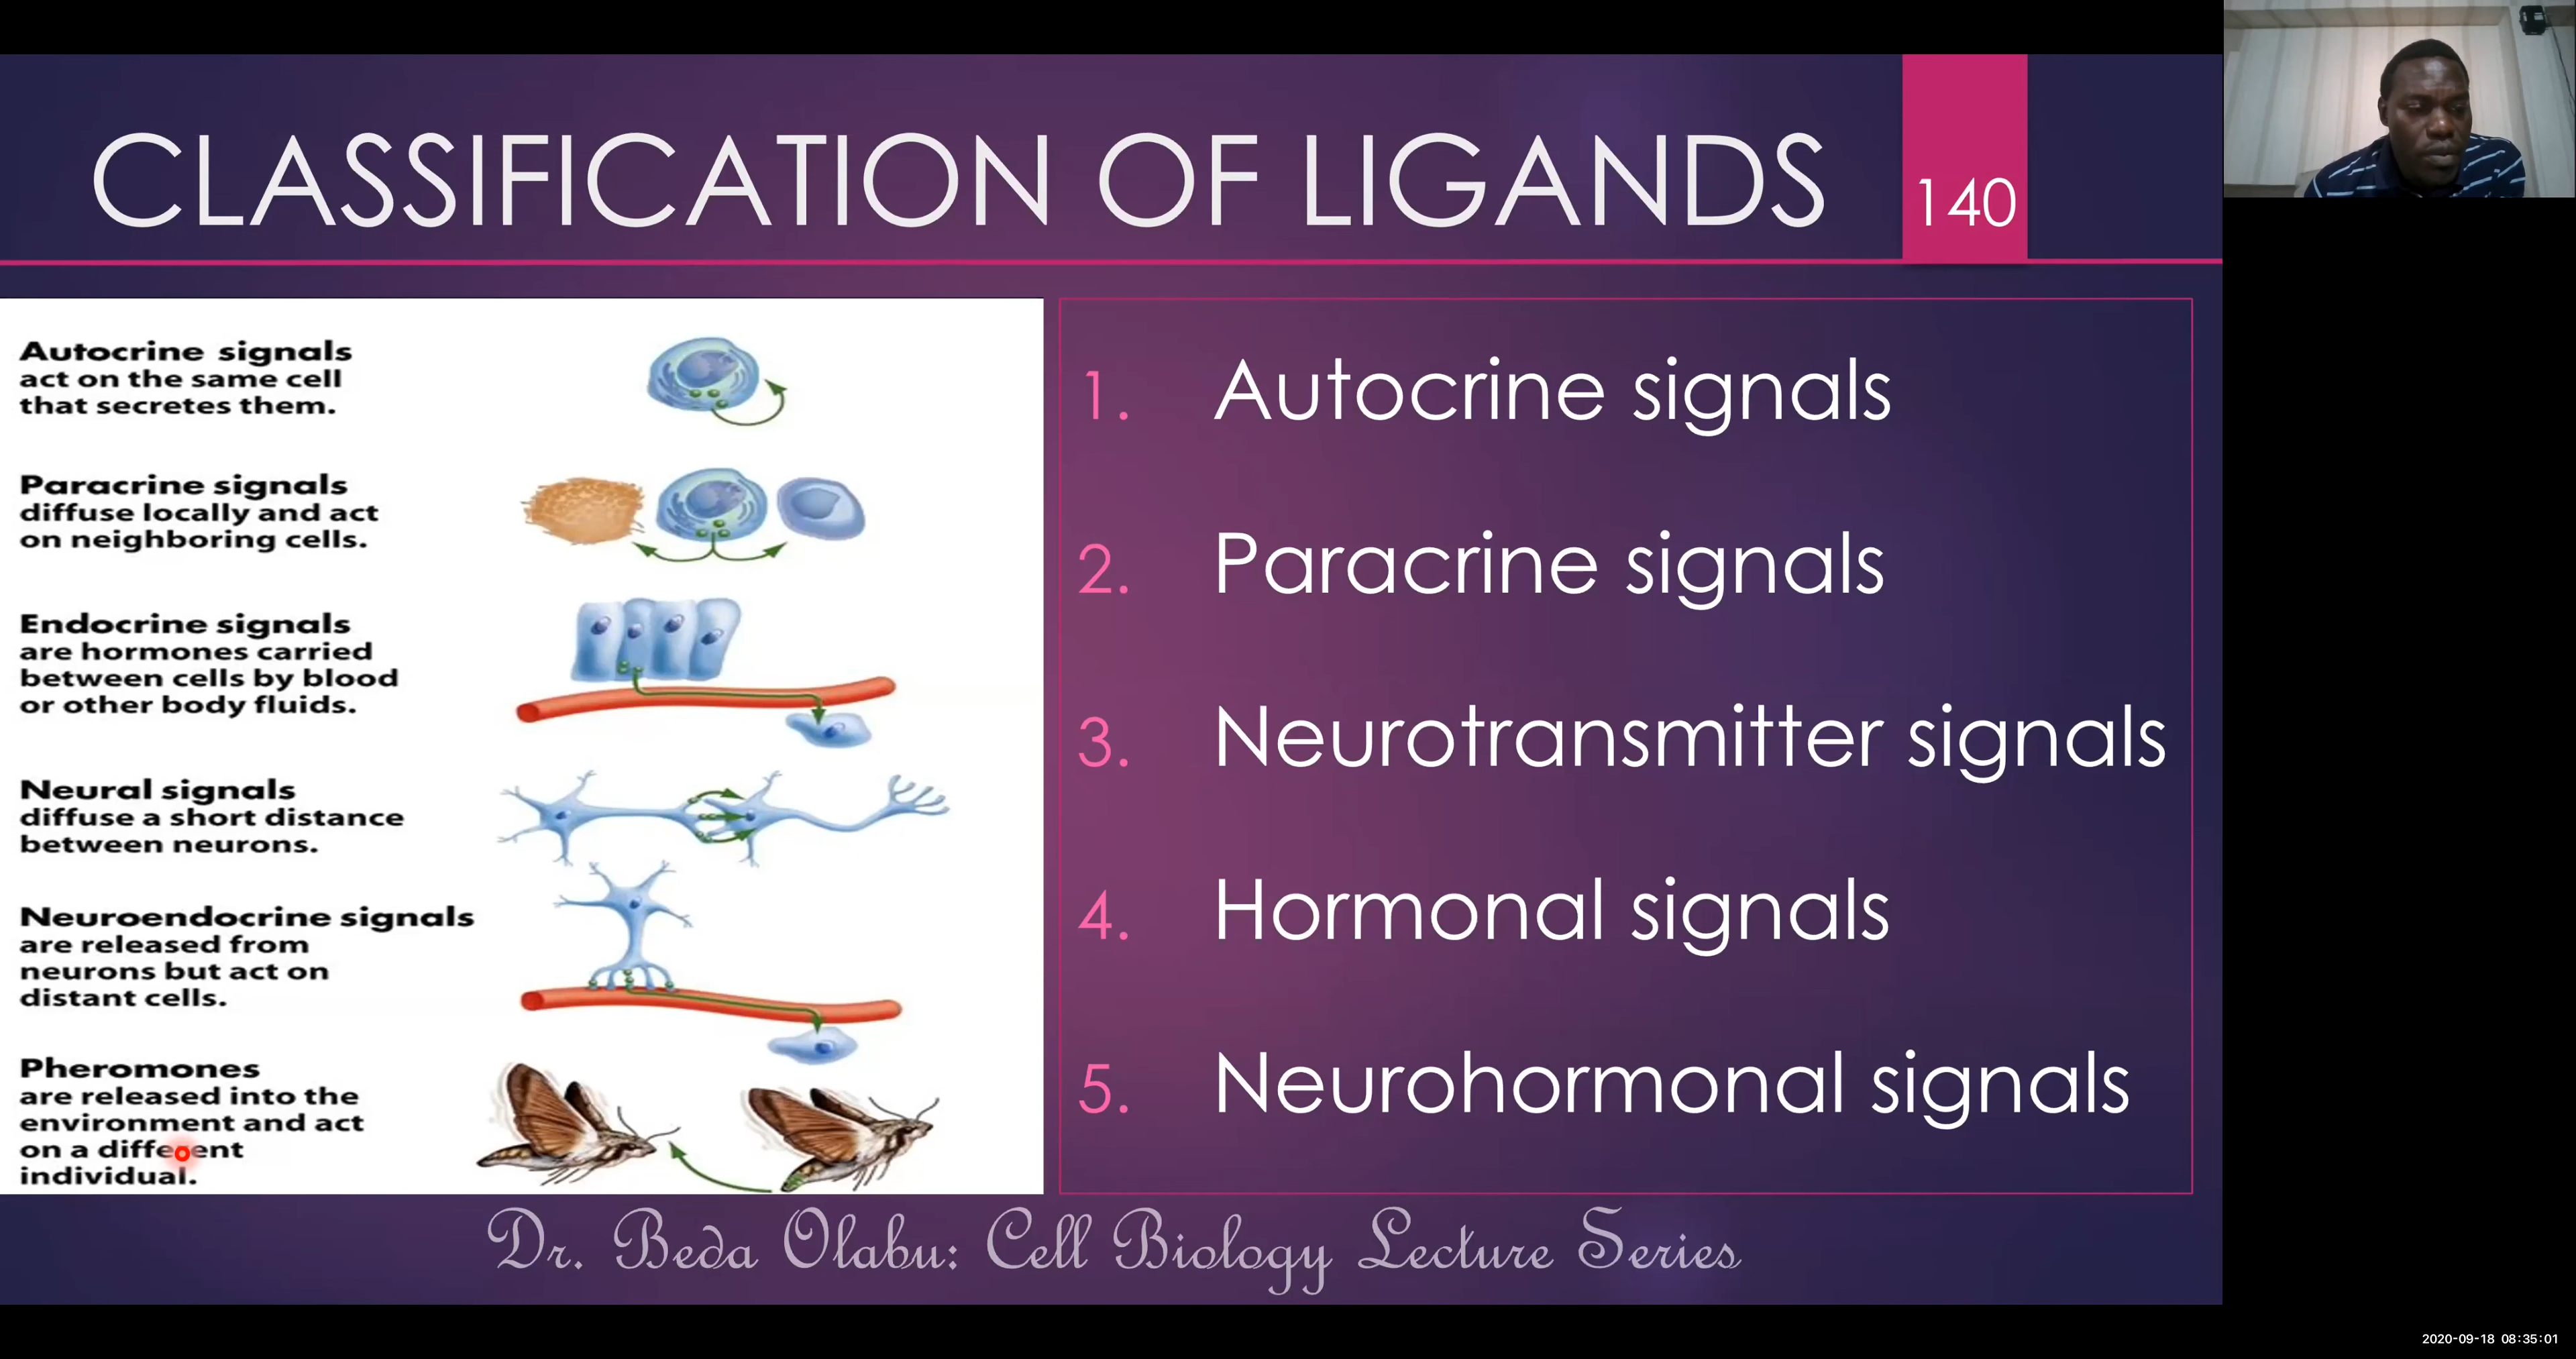 CLASSIFICATION OF LIGANDS
140
Autocrine signals
act on the same cell
that secretes them.
Paracrine signals
diffuse locally and act
on neighboring cells.
Endocrine signals
are hormones carried
between cells by blood
or other body fluids.
Neural signals
diffuse a short distance
between neurons.
Neuroendocrine signals
are released from
neurons but act on
distant cells.
Pheromones
are released into the
environment and act
on a different
individual.
1. Autocrine signals
2. Paracrine signals
3. Neurotransmitter signals
4. Hormonal signals
5. Neurohormonal signals
Dr. Beda Olabu: Cell Biology Lecture Series
2020-09-18 08:35:01